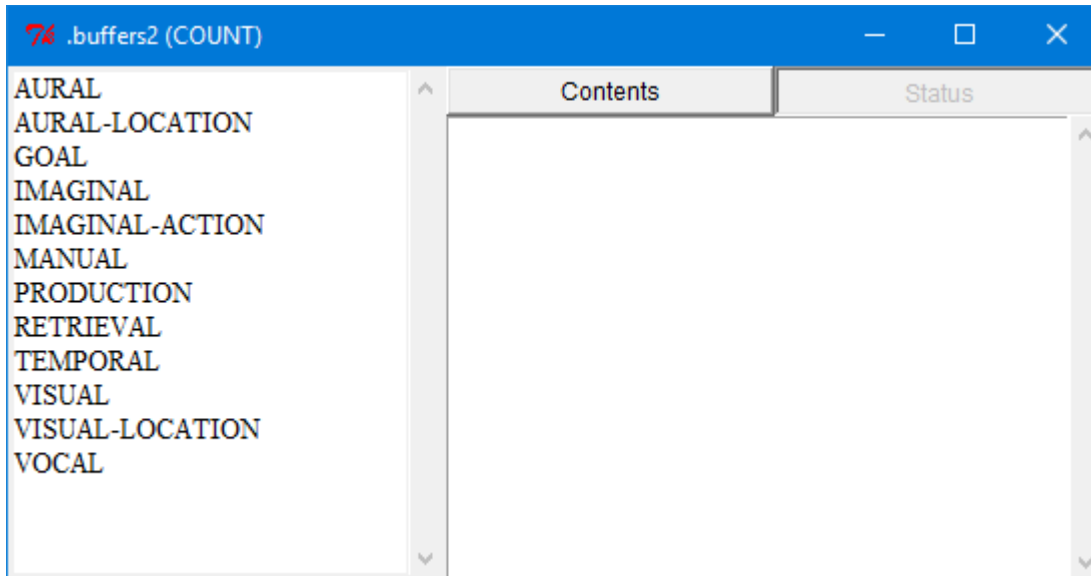 .buffers2 (COUNT)
Contents
Status
AURAL
AURAL-LOCATION
GOAL
IMAGINAL
IMAGINAL-ACTION
MANUAL
PRODUCTION
RETRIEVAL
TEMPORAL
VISUAL
VISUAL-LOCATION
VOCAL